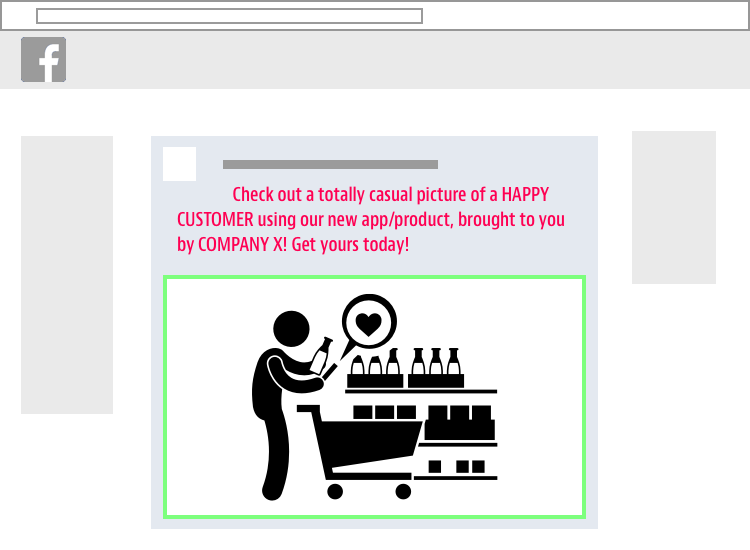 f
Check out a totally casual picture of a HAPPY
CUSTOMER using our new app/product, brought to you
by COMPANY X! Get yours today!